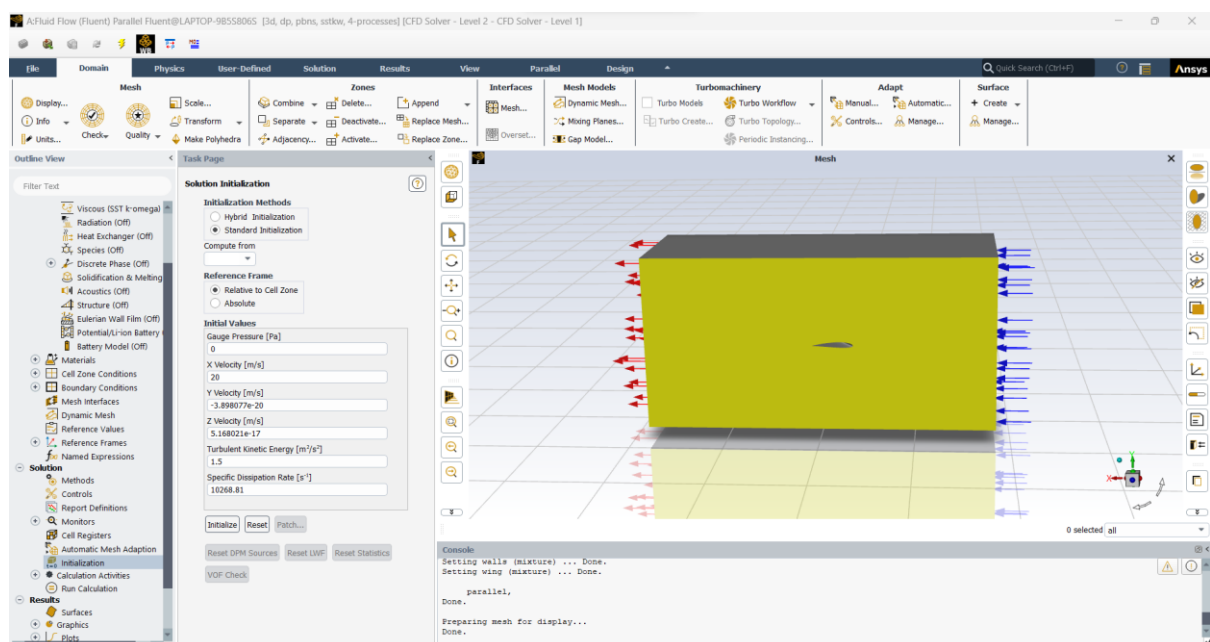 A:Fluid Flow (Fluent) Parallel Fluent@LAPTOP-985S806S [3d, dp, pbns, sstkw, 4-processes] [CFD Solver - Level 2 - CFD Solver - Level 1]
WB
File Domain Physics User-Defined Solution Results View Parallel Design Quick Search (Ctrl+F) Ansys
Mesh Zones Interfaces Mesh Models Turbomachinery Adapt Surface
Display... Scale... Combine Delete... Append Mesh... Dynamic Mesh... Turbo Models Turbo Workflow Manual... Automatic... + Create
Info Check Quality Transform Separate Deactivate... Replace Mesh... Mixing Planes... Turbo Create... Turbo Topology... Controls... Manage... Manage...
Units... Make Polyhedra Adjacency... Activate... Replace Zone... Overset... Gap Model... Periodic Instancing...
Outline View
Filter Text
Viscous (SST k-omega)
Radiation (Off)
Heat Exchanger (Off)
Species (Off)
Discrete Phase (Off)
Solidification & Melting
Acoustics (Off)
Structure (Off)
Eulerian Wall Film (Off)
Potential/Li-ion Battery
Battery Model (Off)
Materials
Cell Zone Conditions
Boundary Conditions
Mesh Interfaces
Dynamic Mesh
Reference Values
Reference Frames
Named Expressions
Solution
Methods
Controls
Report Definitions
Monitors
Cell Registers
Automatic Mesh Adaption
Initialization
Calculation Activities
Run Calculation
Results
Surfaces
Graphics
Plots
Task Page
Solution Initialization
Initialization Methods
Hybrid Initialization
Standard Initialization
Compute from
Reference Frame
Relative to Cell Zone
Absolute
Initial Values
Gauge Pressure [Pa]
0
X Velocity [m/s]
20
Y Velocity [m/s]
-3.898077e-20
Z Velocity [m/s]
5.168021e-17
Turbulent Kinetic Energy [m²/s²]
1.5
Specific Dissipation Rate [s⁻¹]
10268.81
Initialize Reset Patch...
Reset DPM Sources Reset LWF Reset Statistics
VOF Check
Mesh
0 selected all
Console
Setting walls (mixture) ... Done.
Setting wing (mixture) ... Done.
parallel,
Done.
Preparing mesh for display...
Done.